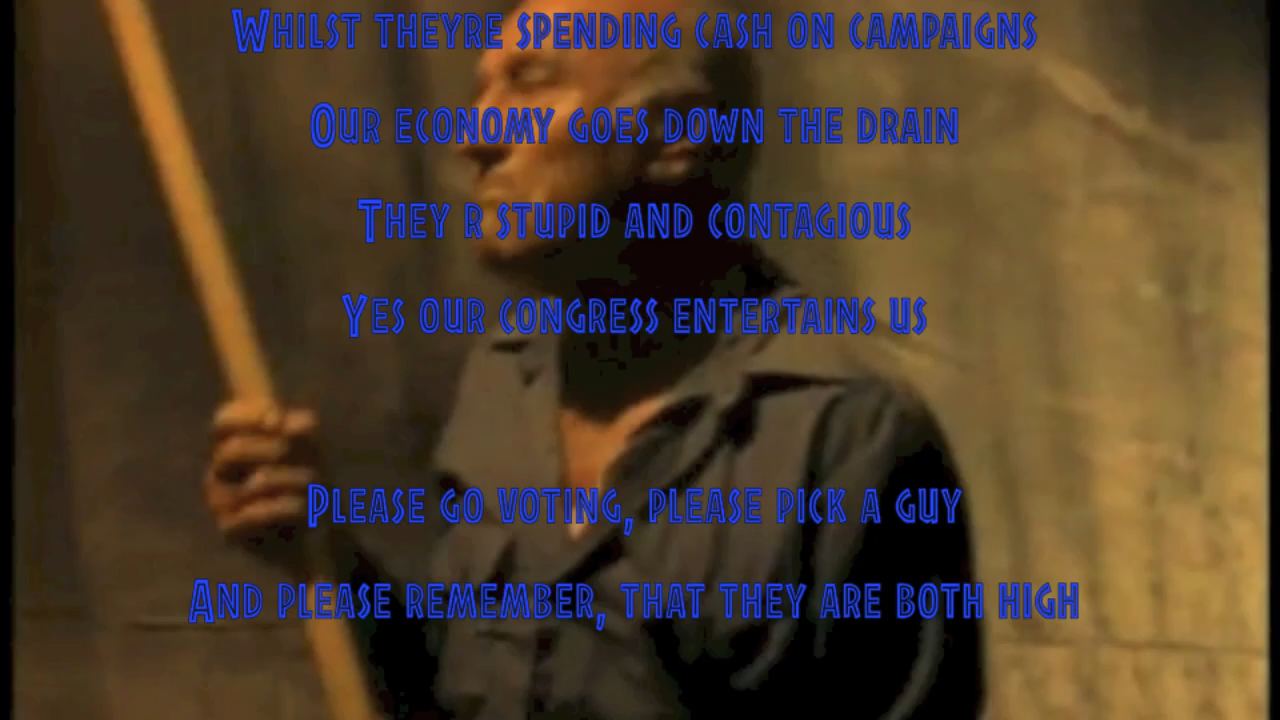 Whilst theyre spending cash on campaigns
Our economy goes down the drain
They r stupid and contagious
Yes our congress entertains us
Please go voting, please pick a guy
And please remember, that they are both high